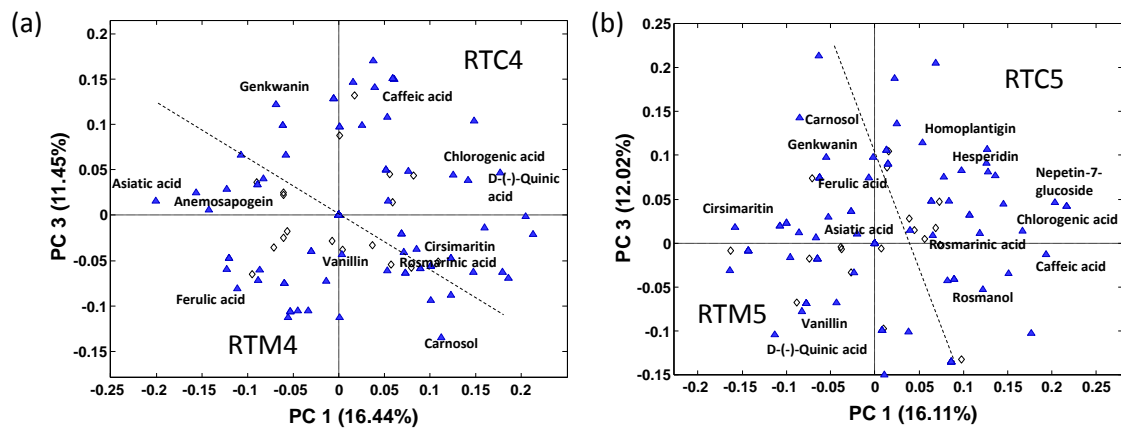 (a)
RTC4
Genkwanin
Caffeic acid
Chlorogenic acid
D-(-)-Quinic
acid
Asiatic acid
Anemosapogein
Cirsimaritin
Vanillin
Rosmarinic acid
Ferulic acid
RTM4
Carnosol
0.2
0.15
0.1
0.05
0
-0.05
-0.1
-0.15
-0.2
-0.15
-0.1
-0.05
0
0.05
0.1
0.15
0.2
PC 3 (11.45%)
PC 1 (16.44%)
(b)
RTC5
Carnosol
Homoplantigin
Genkwanin
Hesperidin
Ferulic acid
Nepetin-7-
glucoside
Cirsimaritin
Chlorogenic acid
Asiatic acid
Rosmarinic acid
Caffeic acid
Rosmanol
RTM5
Vanillin
D-(-)-Quinic acid
0.25
0.2
0.15
0.1
0.05
0
-0.05
-0.1
-0.15
-0.2
-0.15
-0.1
-0.05
0
0.05
0.1
0.15
0.2
0.25
PC 3 (12.02%)
PC 1 (16.11%)